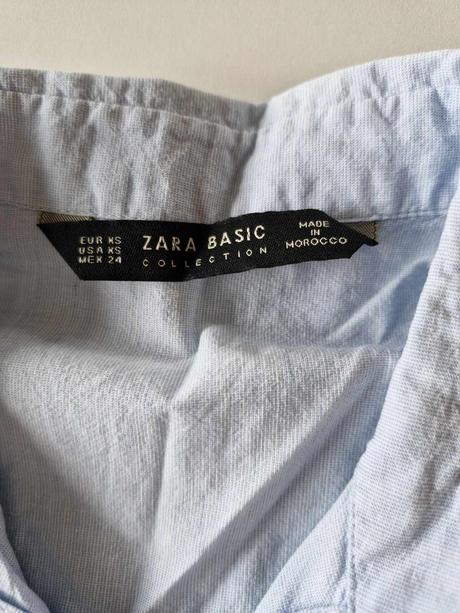 EUR XS
USA XS
MEX 24
ZARA BASIC
COLLECTION
MADE
IN
MOROCCO